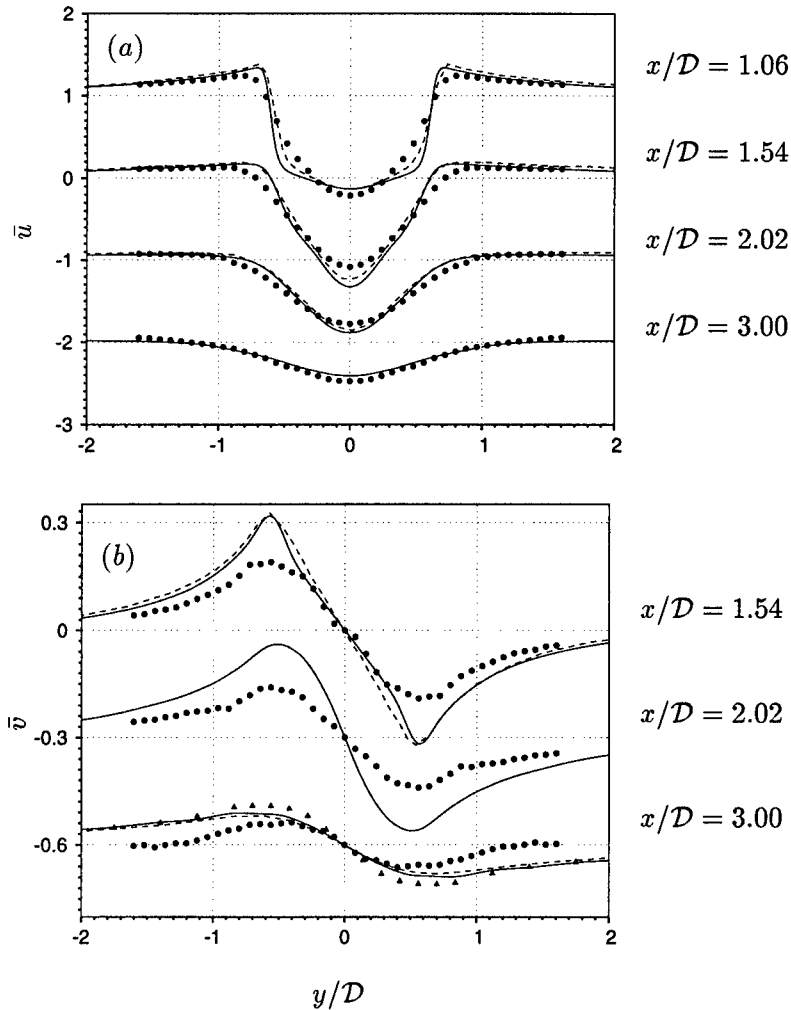 2
(a)
x/D = 1.06
1
x/D = 1.54
0
ū
x/D = 2.02
-1
x/D = 3.00
-2
-3
-2 -1 0 1 2
0.3
(b)
x/D = 1.54
0
x/D = 2.02
v̄
-0.3
x/D = 3.00
-0.6
-2 -1 0 1 2
y/D